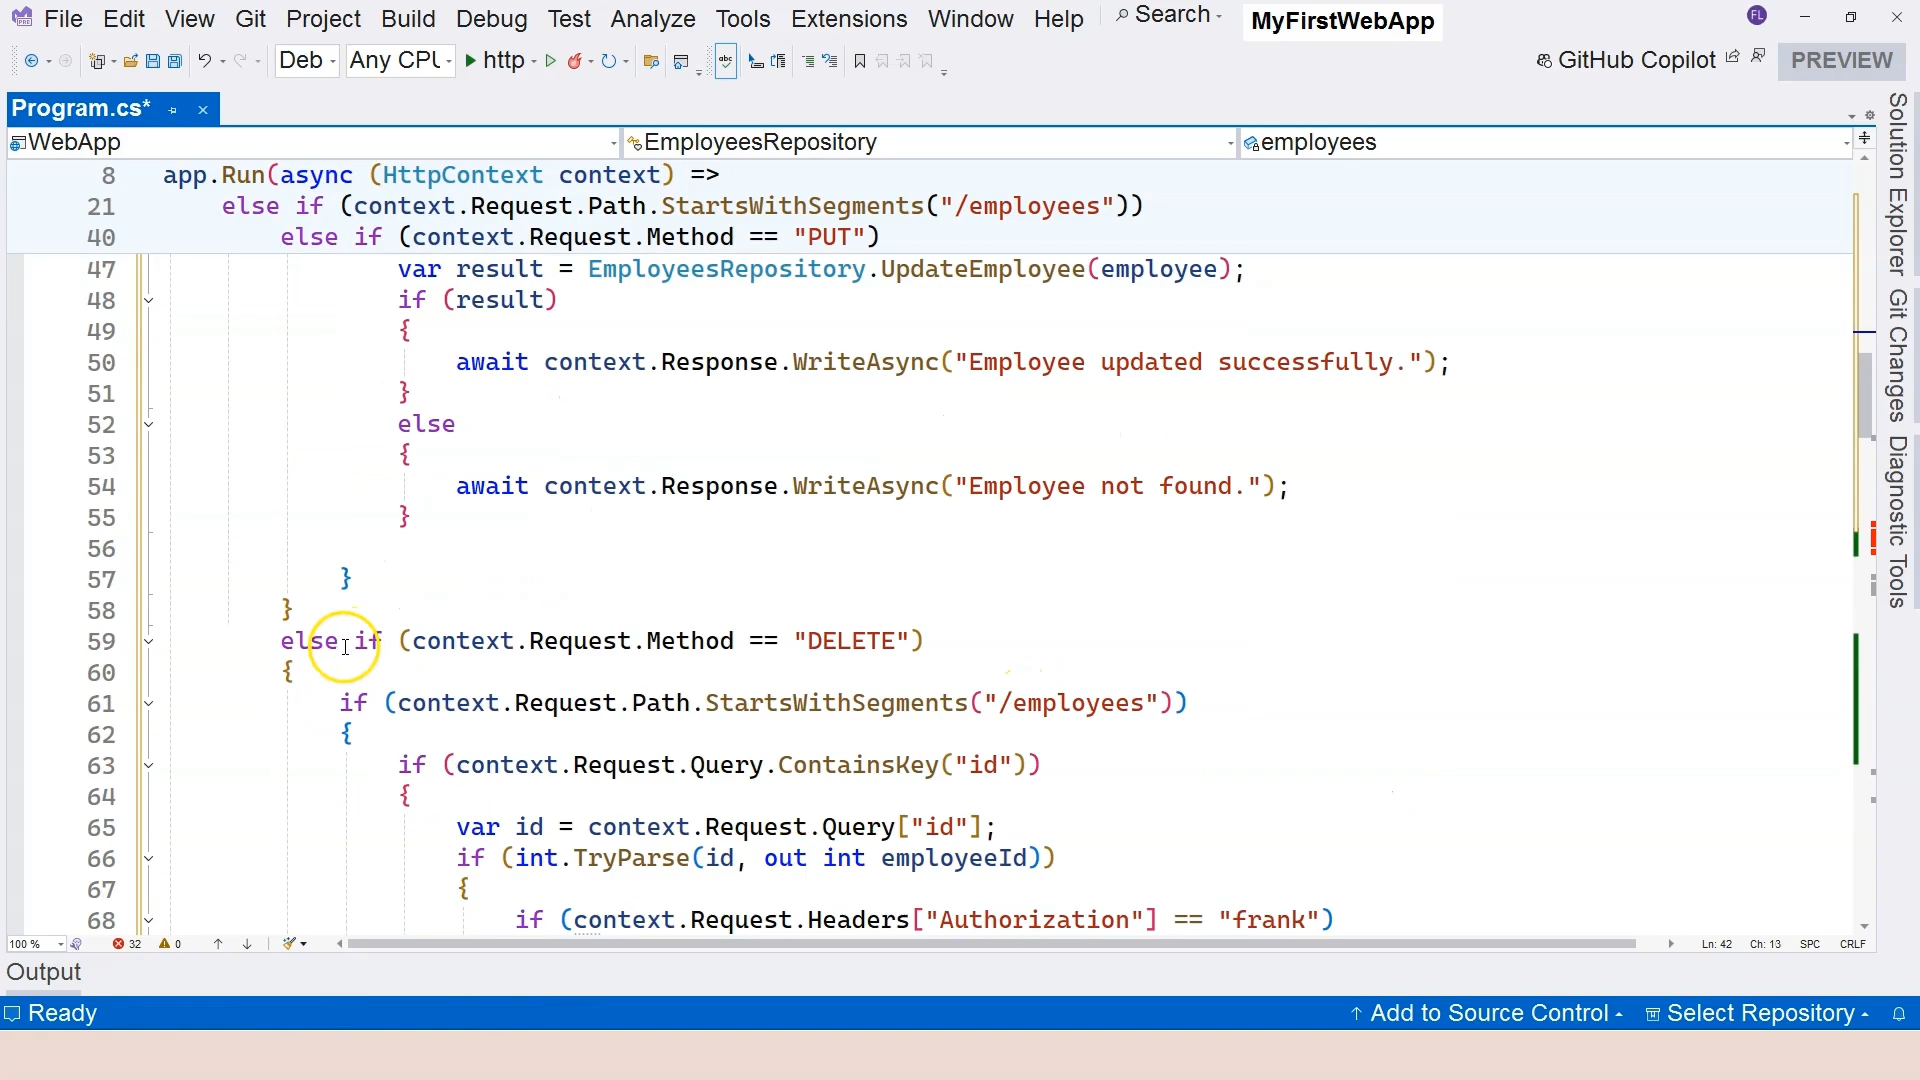 File Edit View Git Project Build Debug Test Analyze Tools Extensions Window Help Search MyFirstWebApp FL
Deb Any CPU http GitHub Copilot PREVIEW
Program.cs*
WebApp EmployeesRepository employees
8 app.Run(async (HttpContext context) =>
21 else if (context.Request.Path.StartsWithSegments("/employees"))
40 else if (context.Request.Method == "PUT")
47 var result = EmployeesRepository.UpdateEmployee(employee);
48 if (result)
49 {
50 await context.Response.WriteAsync("Employee updated successfully.");
51 }
52 else
53 {
54 await context.Response.WriteAsync("Employee not found.");
55 }
56
57 }
58 }
59 else if (context.Request.Method == "DELETE")
60 {
61 if (context.Request.Path.StartsWithSegments("/employees"))
62 {
63 if (context.Request.Query.ContainsKey("id"))
64 {
65 var id = context.Request.Query["id"];
66 if (int.TryParse(id, out int employeeId))
67 {
68 if (context.Request.Headers["Authorization"] == "frank")
100 % 32 0 Ln: 42 Ch: 13 SPC CRLF
Output
Ready Add to Source Control Select Repository
Solution Explorer
Git Changes
Diagnostic Tools